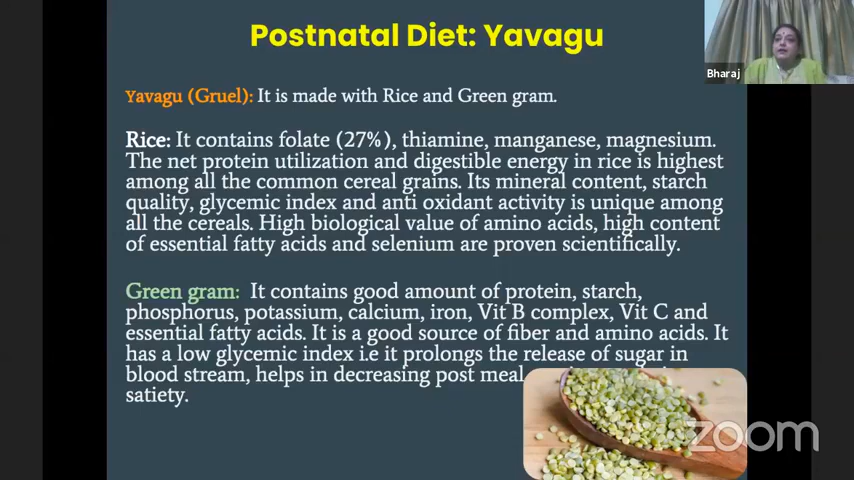 Postnatal Diet: Yavagu
Bharaj
Yavagu (Gruel): It is made with Rice and Green gram.
Rice: It contains folate (27%), thiamine, manganese, magnesium.
The net protein utilization and digestible energy in rice is highest
among all the common cereal grains. Its mineral content, starch
quality, glycemic index and anti oxidant activity is unique among
all the cereals. High biological value of amino acids, high content
of essential fatty acids and selenium are proven scientifically.
Green gram: It contains good amount of protein, starch,
phosphorus, potassium, calcium, iron, Vit B complex, Vit C and
essential fatty acids. It is a good source of fiber and amino acids. It
has a low glycemic index i.e it prolongs the release of sugar in
blood stream, helps in decreasing post meal
satiety.
zoom